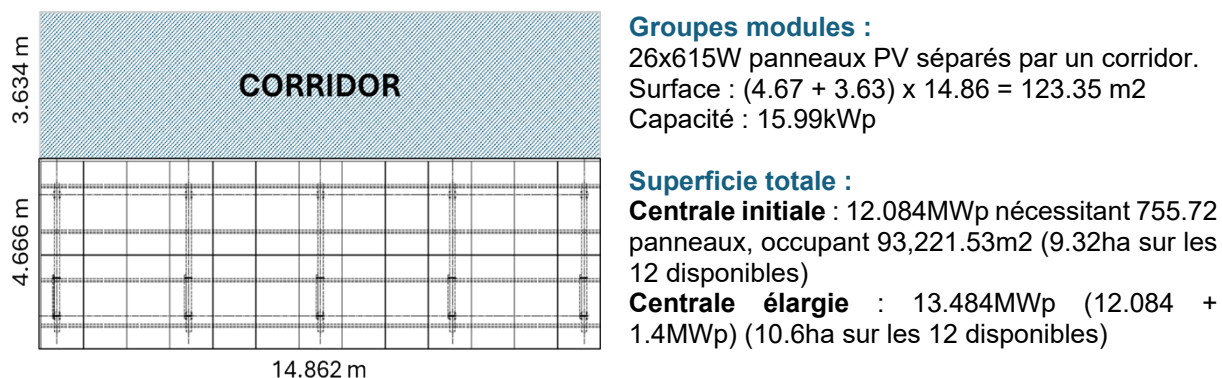 3.634 m
CORRIDOR
4.666 m
14.862 m
Groupes modules :
26x615W panneaux PV séparés par un corridor.
Surface : (4.67 + 3.63) x 14.86 = 123.35 m2
Capacité : 15.99kWp
Superficie totale :
Centrale initiale : 12.084MWp nécessitant 755.72
panneaux, occupant 93,221.53m2 (9.32ha sur les
12 disponibles)
Centrale élargie : 13.484MWp (12.084 +
1.4MWp) (10.6ha sur les 12 disponibles)